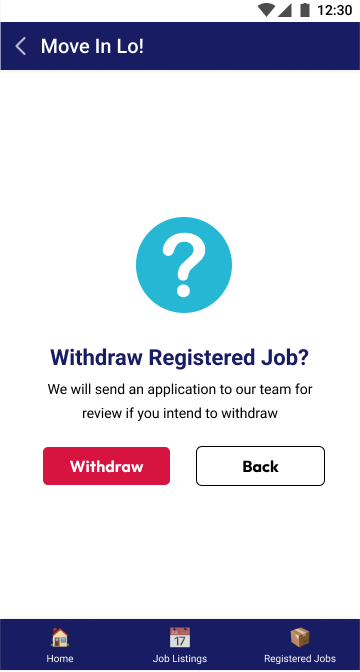 12:30
Move In Lo!
?
Withdraw Registered Job?
We will send an application to our team for
review if you intend to withdraw
Withdraw Back
17
Home Job Listings Registered Jobs